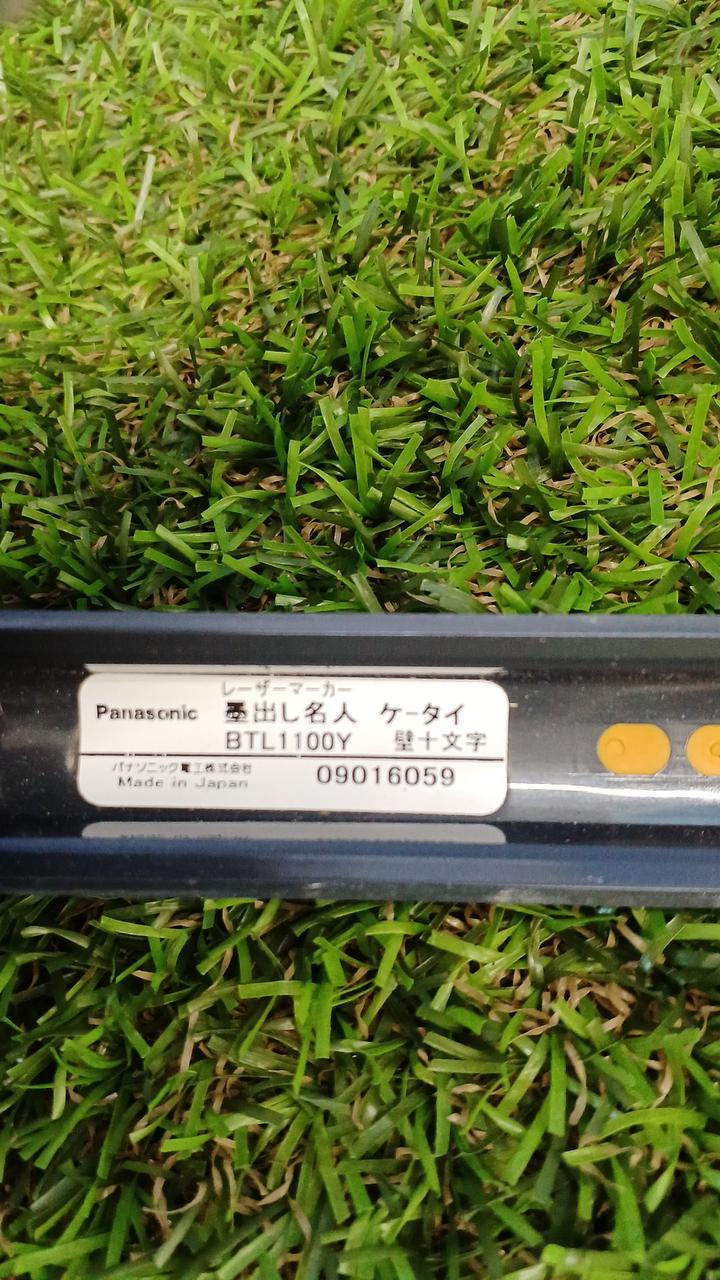 レーザーマーカー
Panasonic 墨出し名人 ケータイ
BTL1100Y 壁十文字
パナソニック電工株式会社
Made in Japan 09016059